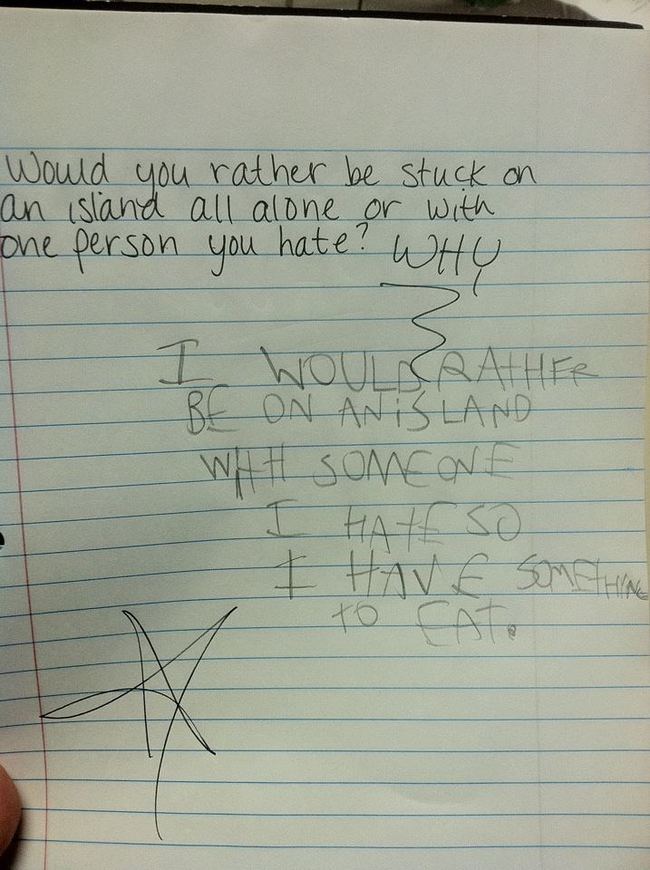 Would you rather be stuck on
an island all alone or with
one person you hate? WHY
I WOULD RATHER
BE ON AN iSLAND
WITH SOMEONE
I HATE SO
I HAVE SOMETHING
TO EAT.